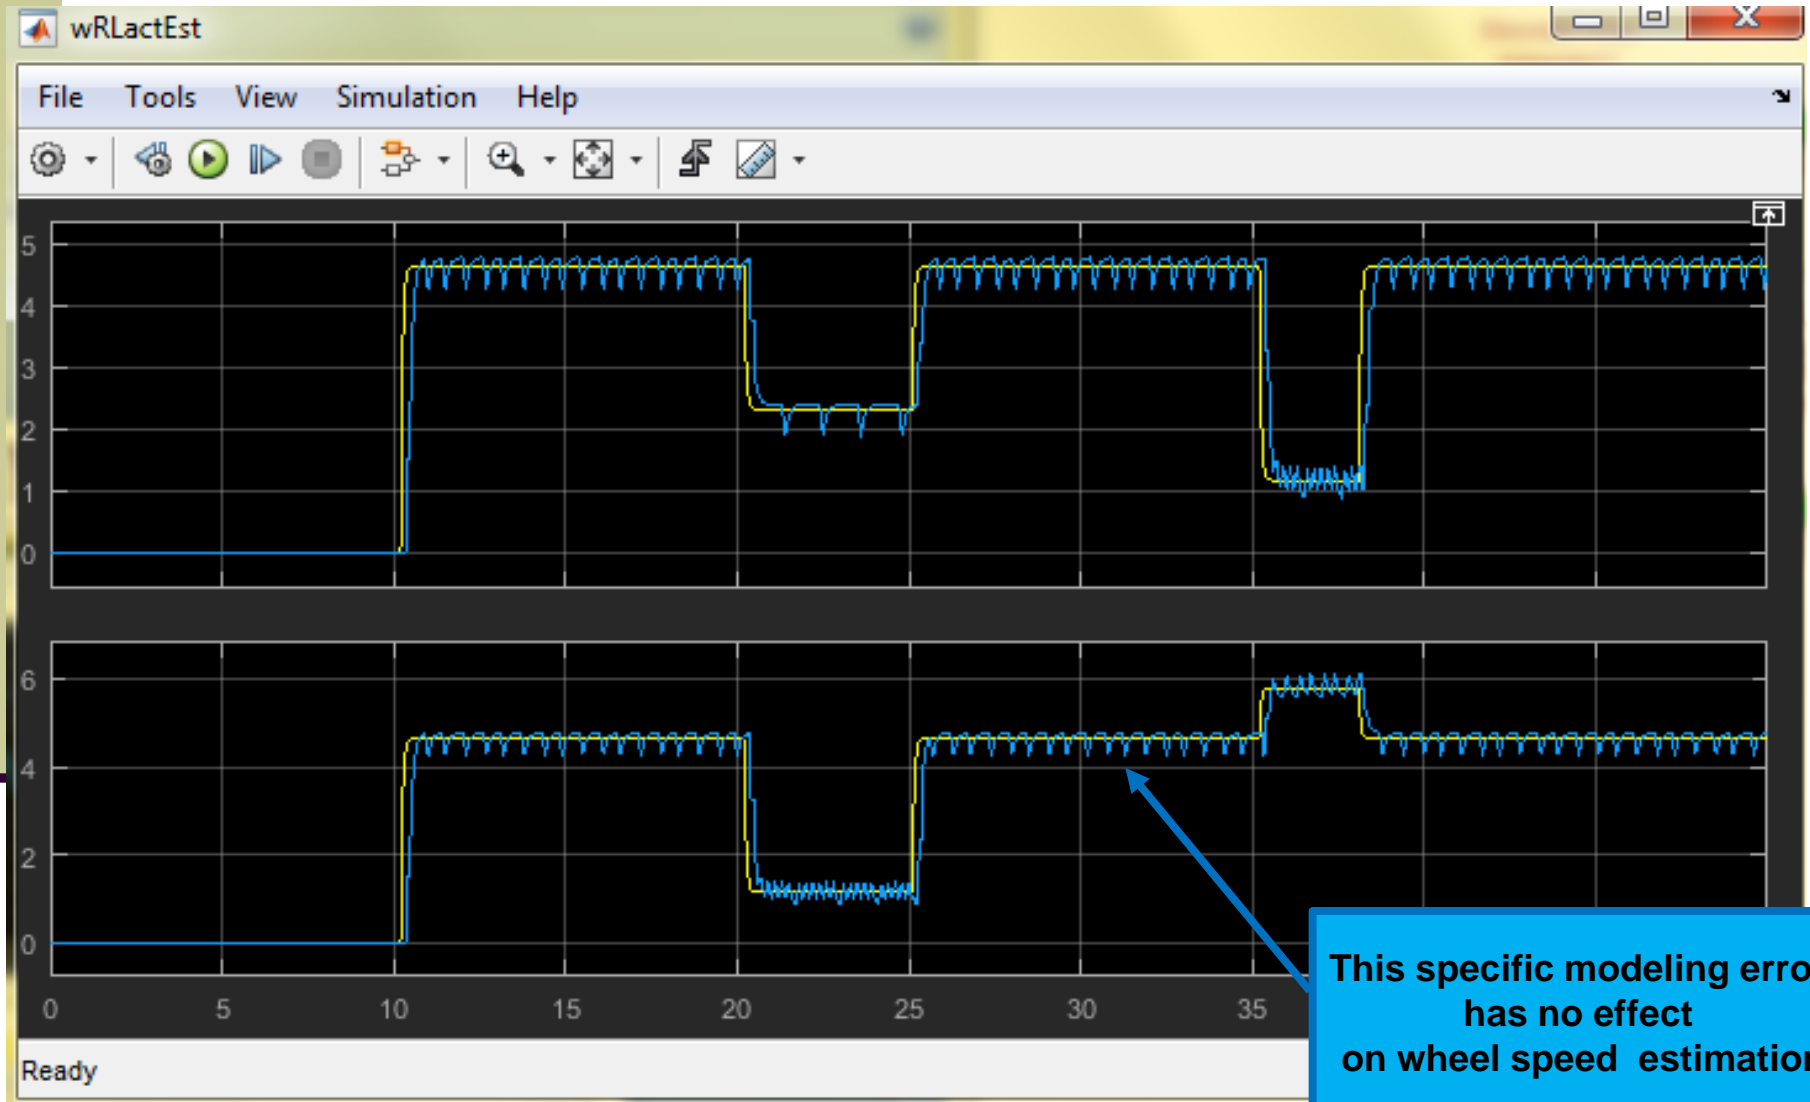 wRLactEst
File Tools View Simulation Help
5
4
3
2
1
0
6
4
2
0
0 5 10 15 20 25 30 35
This specific modeling erro
has no effect
on wheel speed estimation
Ready